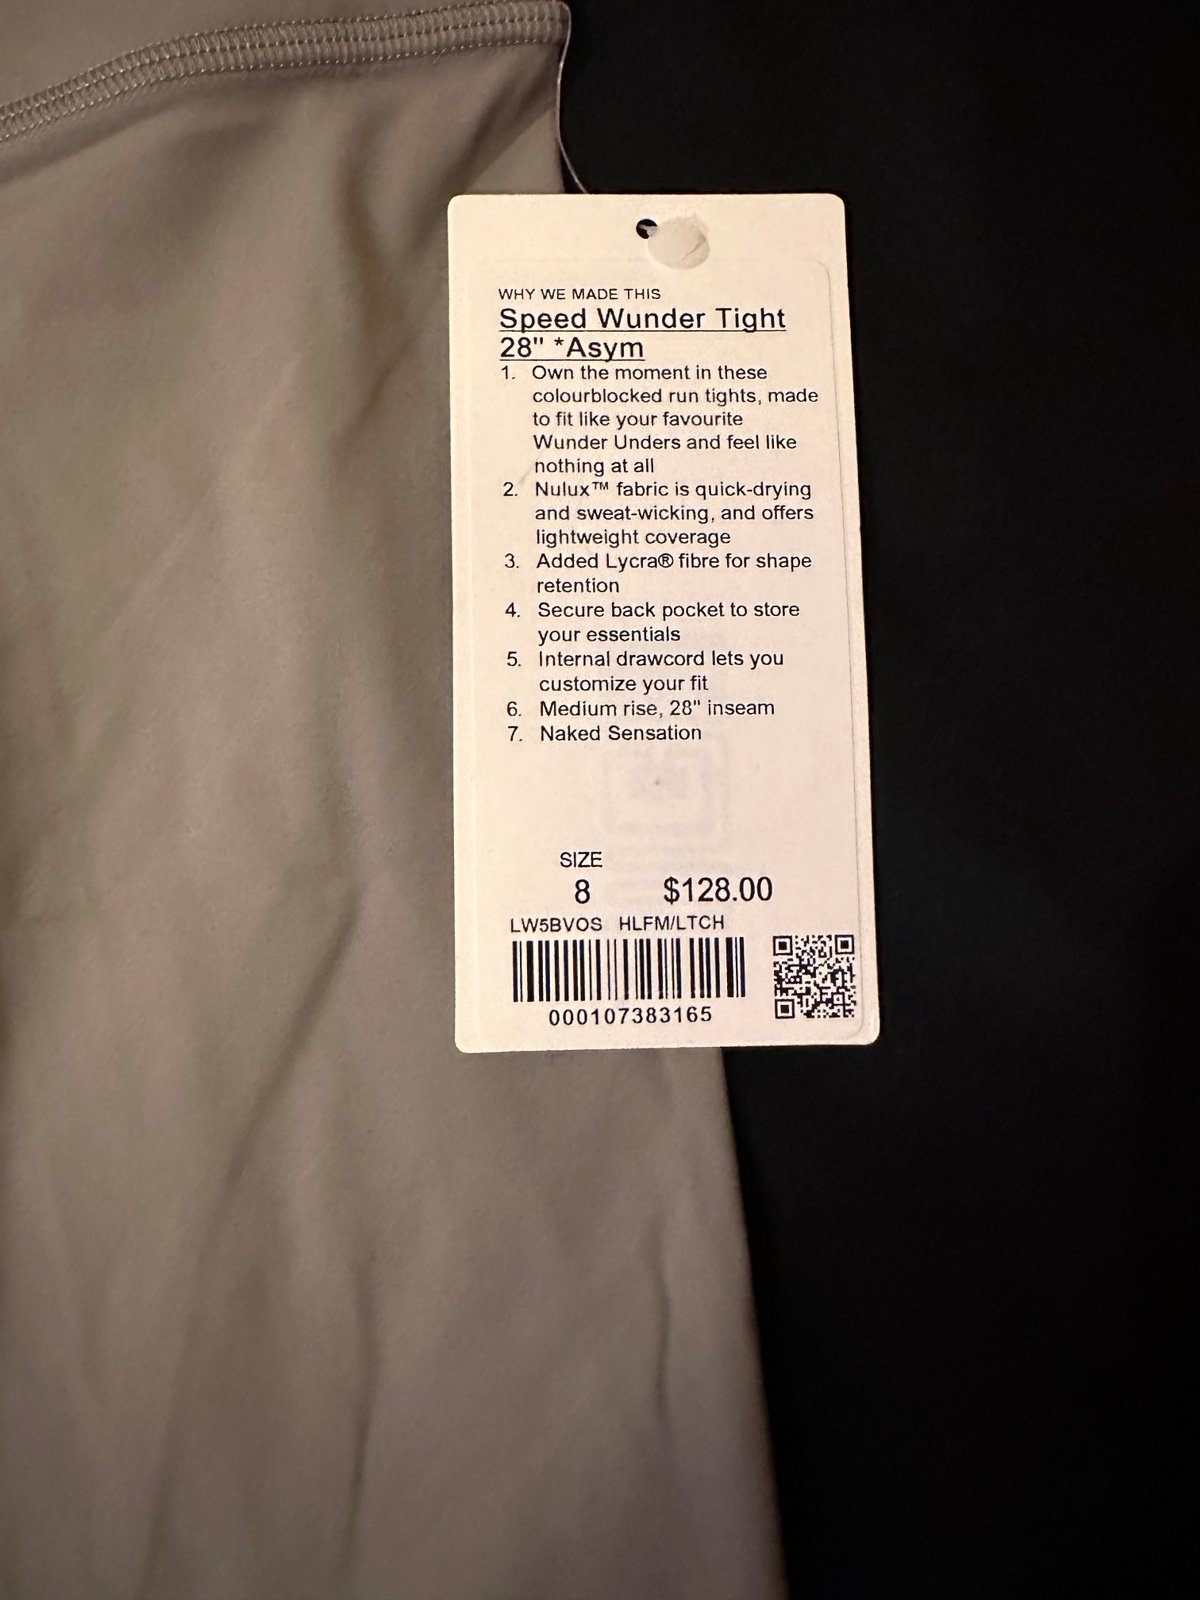 WHY WE MADE THIS
Speed Wunder Tight
28" *Asym
1. Own the moment in these
colourblocked run tights, made
to fit like your favourite
Wunder Unders and feel like
nothing at all
2. Nulux™ fabric is quick-drying
and sweat-wicking, and offers
lightweight coverage
3. Added Lycra® fibre for shape
retention
4. Secure back pocket to store
your essentials
5. Internal drawcord lets you
customize your fit
6. Medium rise, 28" inseam
7. Naked Sensation
SIZE
8 $128.00
LW5BVOS HLFM/LTCH
000107383165